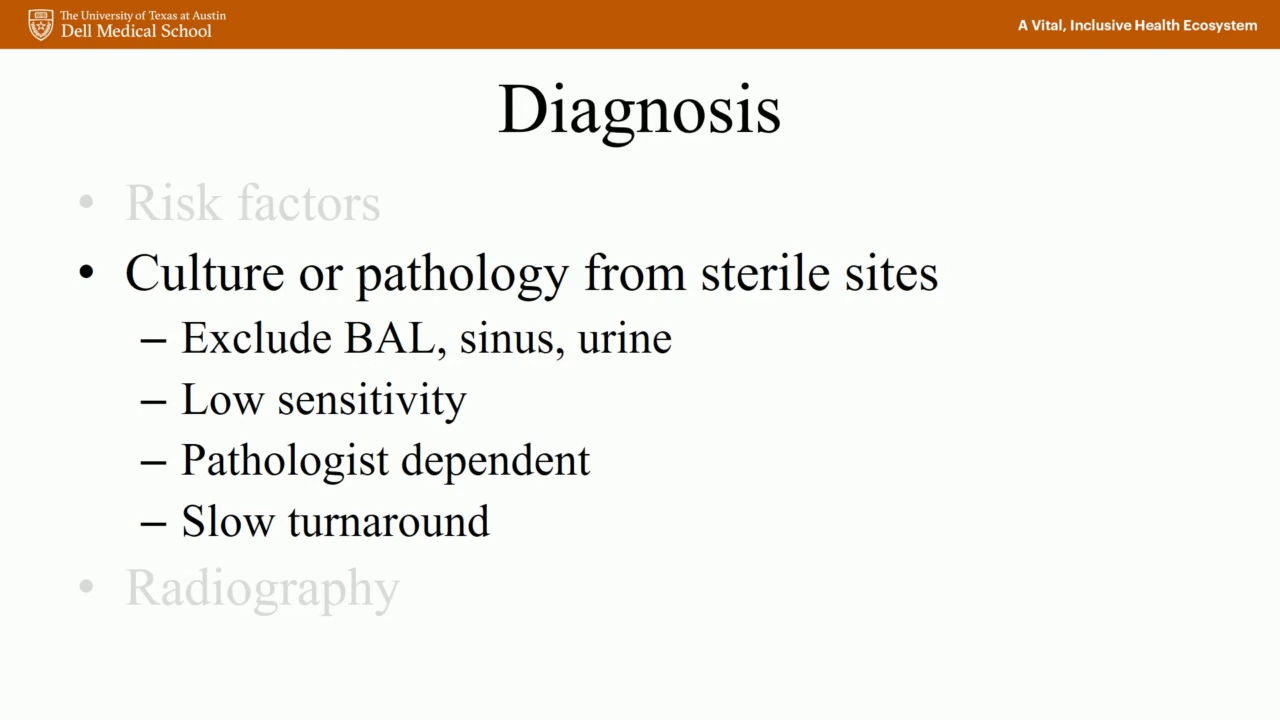 The University of Texas at Austin
Dell Medical School
A Vital, Inclusive Health Ecosystem
Diagnosis
• Risk factors
• Culture or pathology from sterile sites
– Exclude BAL, sinus, urine
– Low sensitivity
– Pathologist dependent
– Slow turnaround
• Radiography